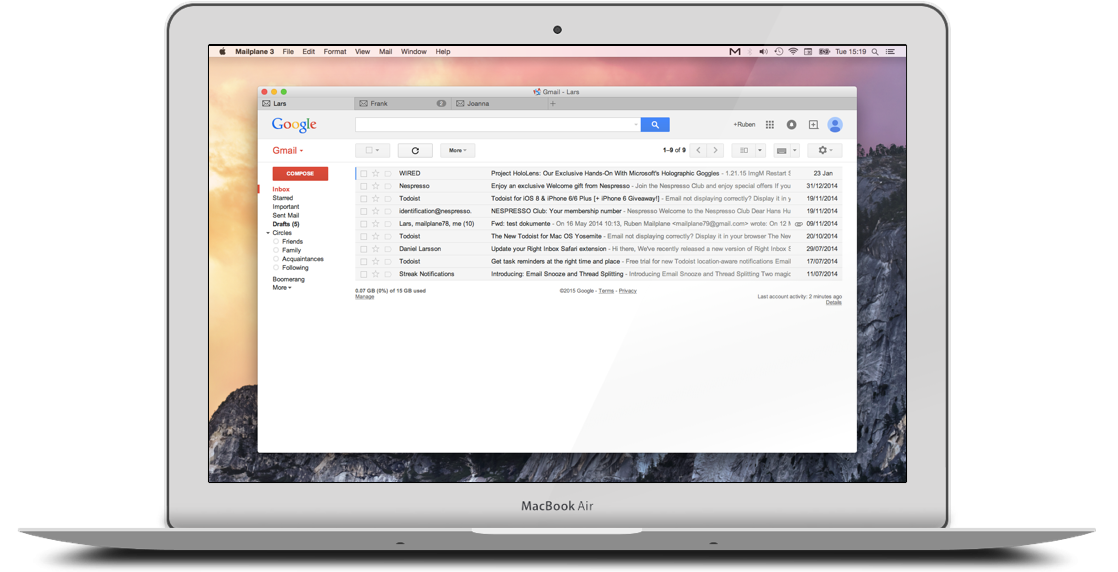 Mailplane 3 File Edit Format View Mail Window Help Tue 15:19
Gmail - Lars
Lars Frank 2 Joanna +
Google +Ruben
Gmail More 1–9 of 9
COMPOSE
Inbox
Starred
Important
Sent Mail
Drafts (5)
Circles
Friends
Family
Acquaintances
Following
Boomerang
More
WIRED Project HoloLens: Our Exclusive Hands-On With Microsoft's Holographic Goggles - 1.21.15 ImgM Restart S 23 Jan
Nespresso Enjoy an exclusive Welcome gift from Nespresso - Join the Nespresso Club and enjoy special offers If you 31/12/2014
Todoist Todoist for iOS 8 & iPhone 6/6 Plus [+ iPhone 6 Giveaway!] - Email not displaying correctly? Display it in y 19/11/2014
identification@nespresso. NESPRESSO Club: Your membership number - Nespresso Welcome to the Nespresso Club Dear Hans Hu 19/11/2014
Lars, mailplane78, me (10) Fwd: test dokumente - On 16 May 2014 10:13, Ruben Mailplane <mailplane79@gmail.com> wrote: On 12 M 09/11/2014
Todoist The New Todoist for Mac OS Yosemite - Email not displaying correctly? Display it in your browser The New 20/10/2014
Daniel Larsson Update your Right Inbox Safari extension - Hi there, We've recently released a new version of Right Inbox S 29/07/2014
Todoist Get task reminders at the right time and place - Free trial for new Todoist location-aware notifications Email 17/07/2014
Streak Notifications Introducing: Email Snooze and Thread Splitting - Introducing Email Snooze and Thread Splitting Two magic 11/07/2014
0.07 GB (0%) of 15 GB used ©2015 Google - Terms - Privacy
Manage Last account activity: 2 minutes ago
Details
MacBook Air